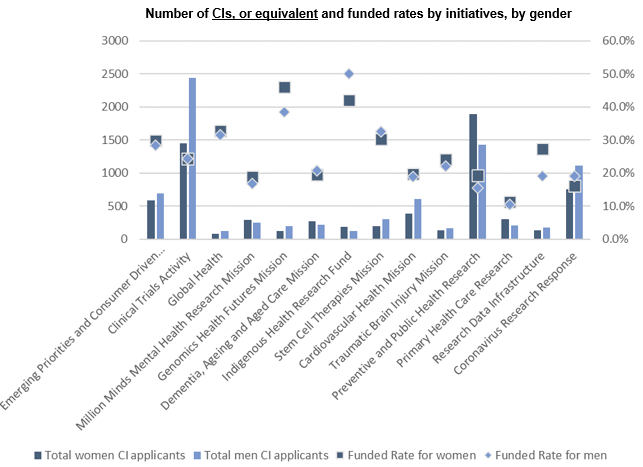 Number of CIs, or equivalent and funded rates by initiatives, by gender
3000
2500
2000
1500
1000
500
0
60.0%
50.0%
40.0%
30.0%
20.0%
10.0%
0.0%
Emerging Priorities and Consumer Driven...
Clinical Trials Activity
Global Health
Million Minds Mental Health Research Mission
Genomics Health Futures Mission
Dementia, Ageing and Aged Care Mission
Indigenous Health Research Fund
Stem Cell Therapies Mission
Cardiovascular Health Mission
Traumatic Brain Injury Mission
Preventive and Public Health Research
Primary Health Care Research
Research Data Infrastructure
Coronavirus Research Response
Total women CI applicants
Total men CI applicants
Funded Rate for women
Funded Rate for men